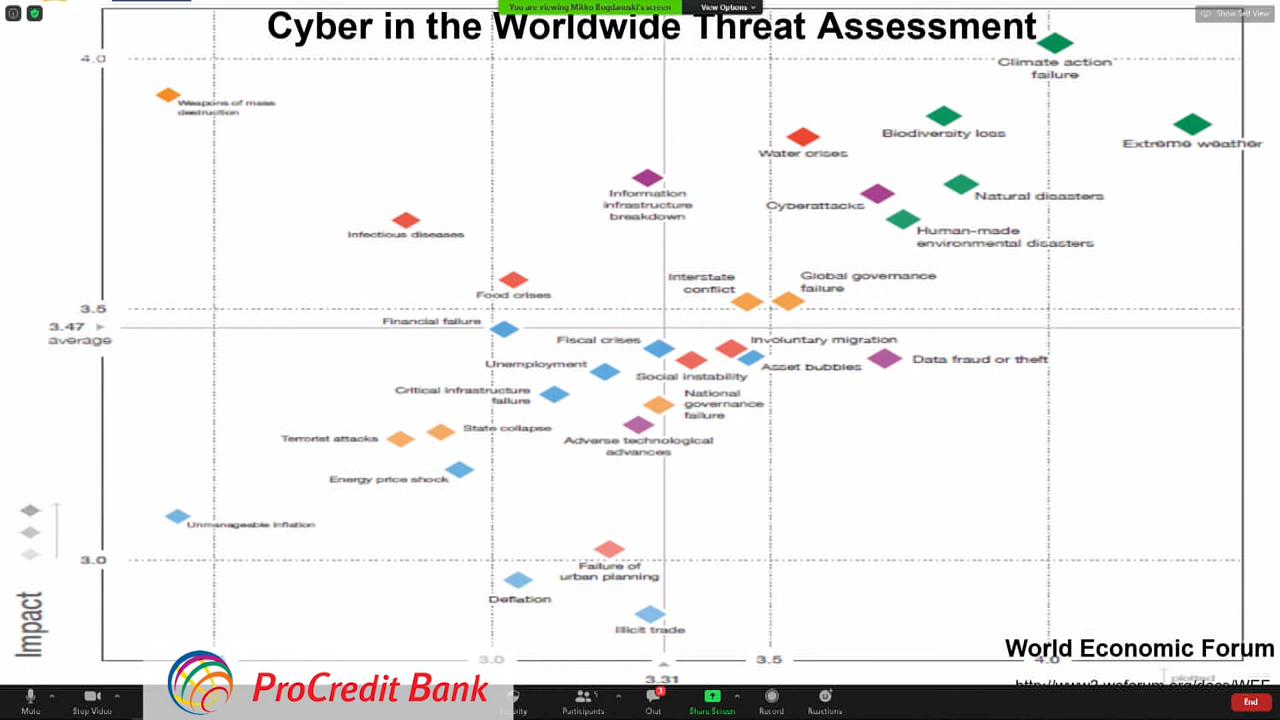 You are viewing Mitko Bogdanoski's screen
View Options
Show Self View
Cyber in the Worldwide Threat Assessment
4.0
Climate action
failure
Weapons of mass
destruction
Biodiversity loss
Extreme weather
Water crises
Information
infrastructure
breakdown
Cyberattacks
Natural disasters
Infectious diseases
Human-made
environmental disasters
Food crises
Interstate
conflict
Global governance
failure
3.5
3.47
average
Financial failure
Fiscal crises
Involuntary migration
Data fraud or theft
Unemployment
Asset bubbles
Social instability
Critical infrastructure
failure
National
governance
failure
Terrorist attacks
State collapse
Adverse technological
advances
Energy price shock
Unmanageable inflation
3.0
Failure of
urban planning
Deflation
Illicit trade
Impact
World Economic Forum
3.0
3.5
4.0
3.31
plotted
ProCredit Bank
Mute
Stop Video
Participants
5
Chat
3
Share Screen
Record
Reactions
End